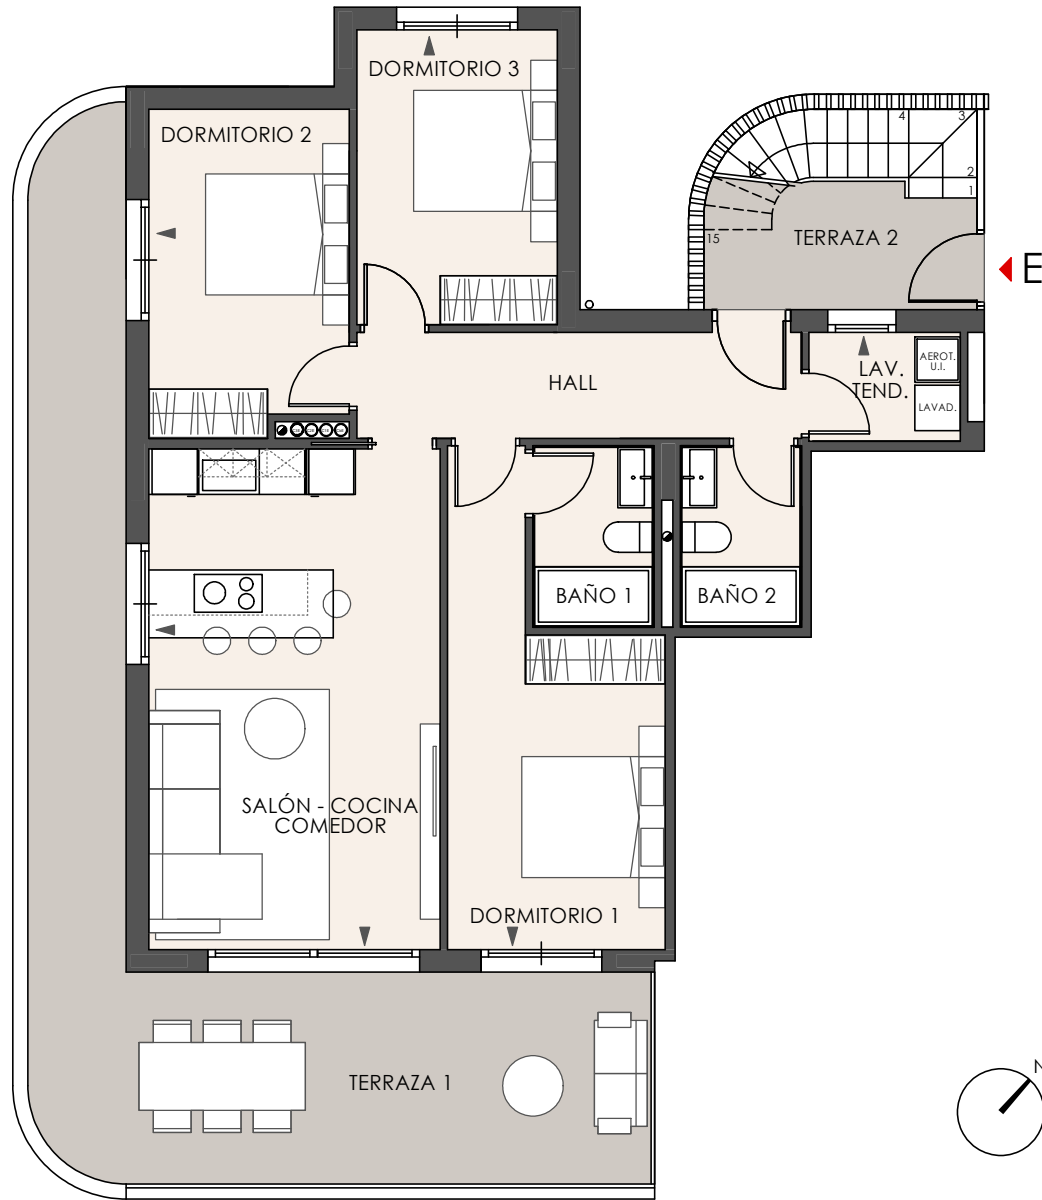 DORMITORIO 3
DORMITORIO 2
4
3
2
1
15
TERRAZA 2
E
HALL
LAV.
TEND.
AEROT.
U.I.
LAVAD.
BAÑO 1
BAÑO 2
SALÓN - COCINA
COMEDOR
DORMITORIO 1
TERRAZA 1
N